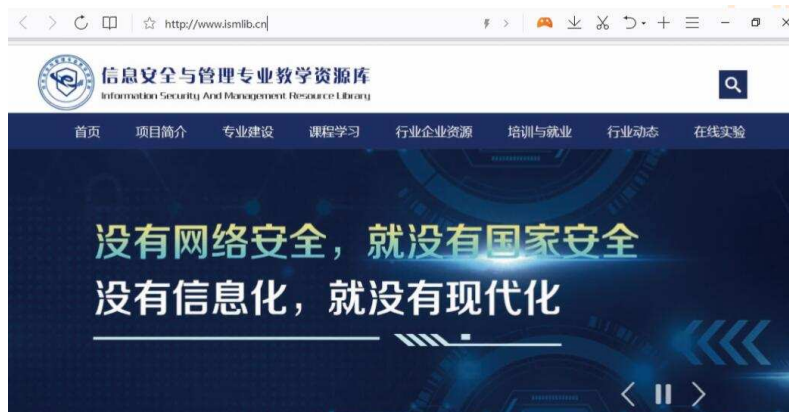 http://www.ismlib.cn
信息安全与管理专业教学资源库
Information Security And Management Resource Library
首页 项目简介 专业建设 课程学习 行业企业资源 培训与就业 行业动态 在线实验
没有网络安全，就没有国家安全
没有信息化，就没有现代化